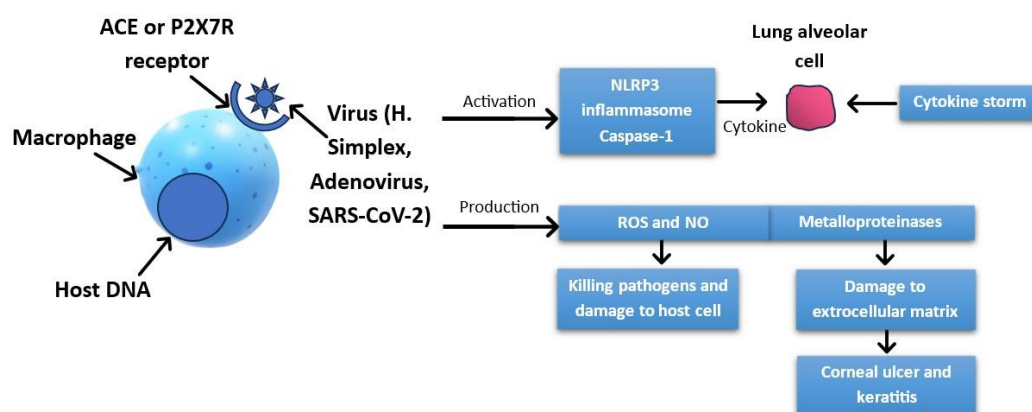 ACE or P2X7R
receptor
Macrophage
Host DNA
Virus (H.
Simplex,
Adenovirus,
SARS-CoV-2)
Activation
NLRP3
inflammasome
Caspase-1
Cytokine
Lung alveolar
cell
Cytokine storm
Production
ROS and NO
Metalloproteinases
Killing pathogens and
damage to host cell
Damage to
extrocellular matrix
Corneal ulcer and
keratitis